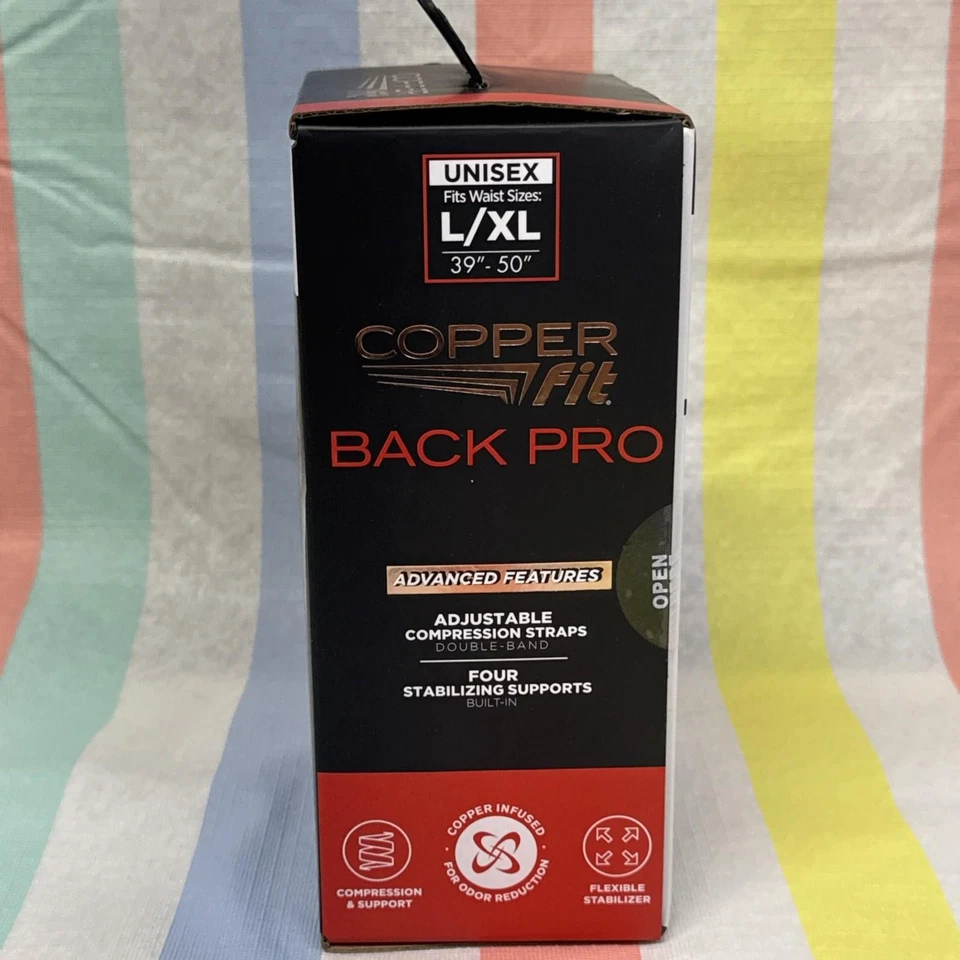 UNISEX
Fits Waist Sizes:
L/XL
39"- 50"
COPPER
fit.
BACK PRO
ADVANCED FEATURES
ADJUSTABLE
COMPRESSION STRAPS
DOUBLE-BAND
FOUR
STABILIZING SUPPORTS
BUILT-IN
OPEN
COPPER INFUSED
FOR ODOR REDUCTION
COMPRESSION
& SUPPORT
FLEXIBLE
STABILIZER